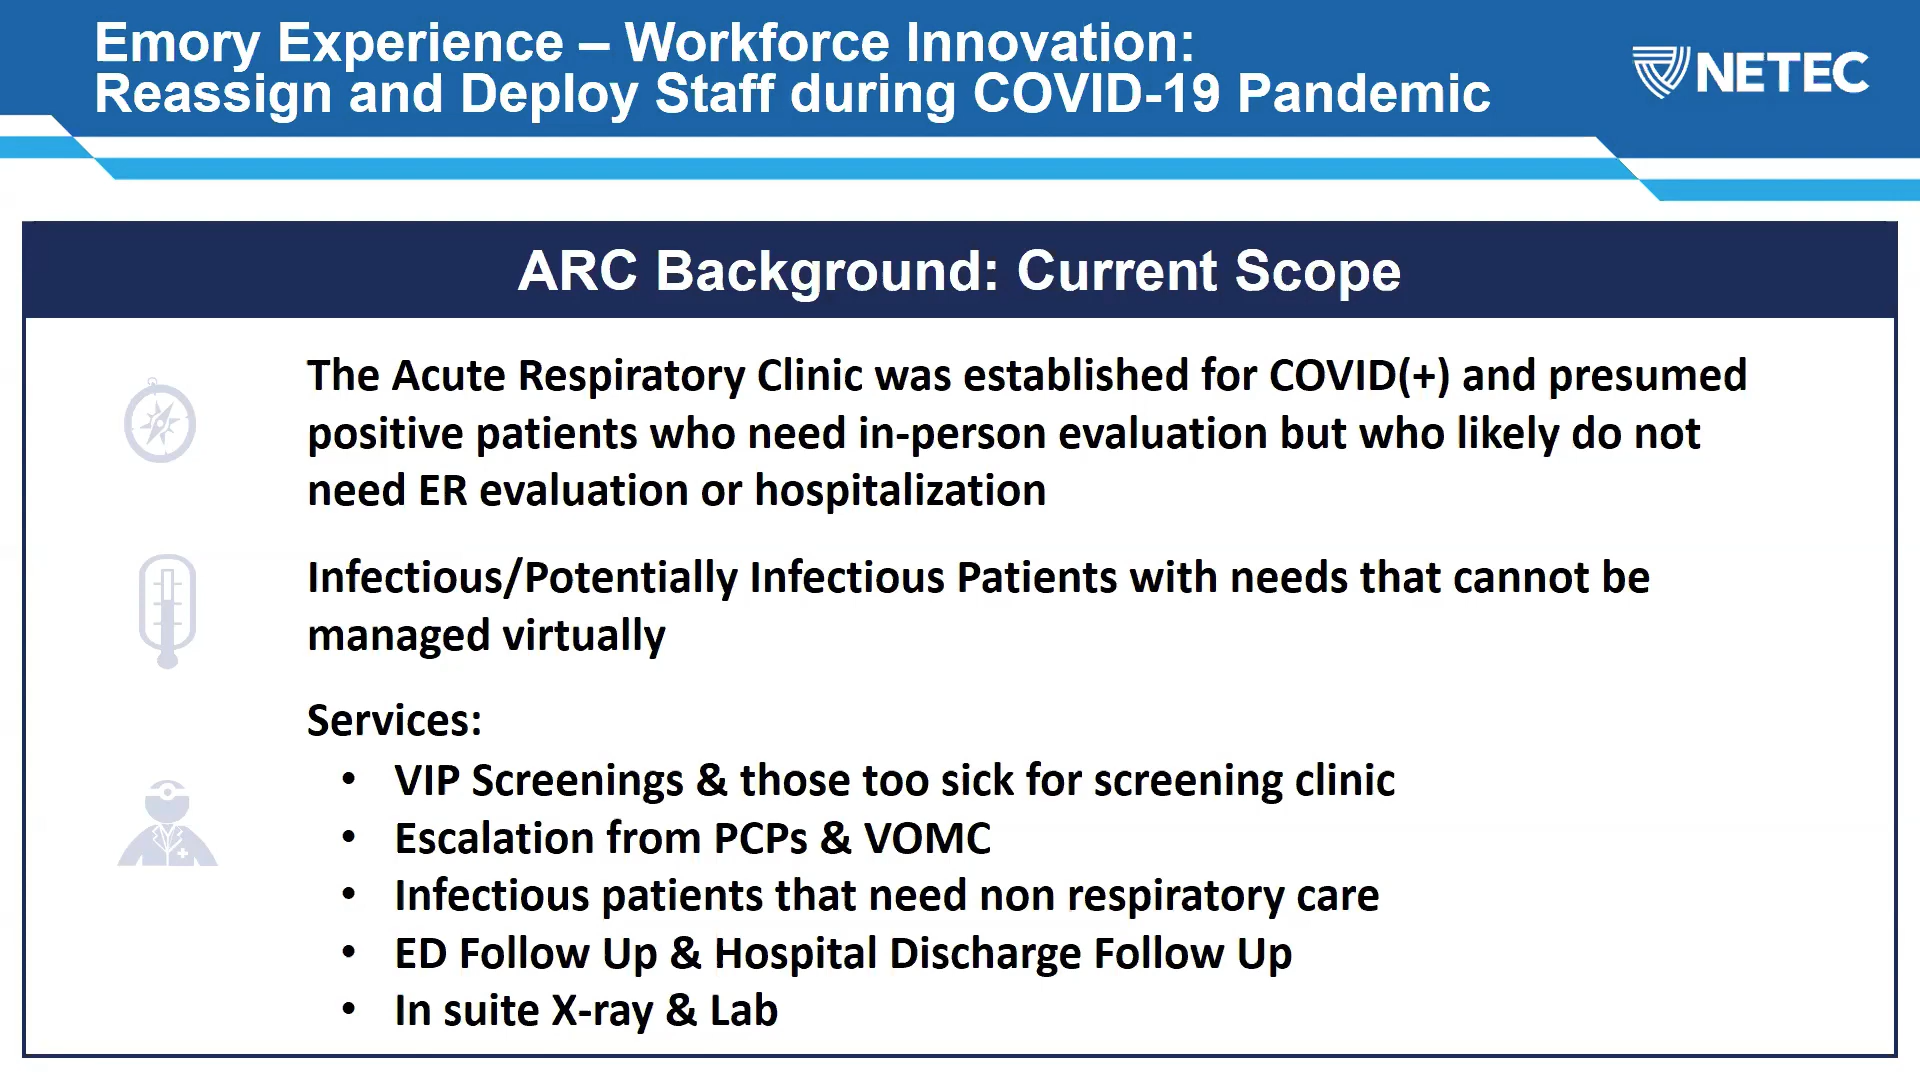 Emory Experience – Workforce Innovation:
Reassign and Deploy Staff during COVID-19 Pandemic
NETEC
ARC Background: Current Scope
The Acute Respiratory Clinic was established for COVID(+) and presumed
positive patients who need in-person evaluation but who likely do not
need ER evaluation or hospitalization
Infectious/Potentially Infectious Patients with needs that cannot be
managed virtually
Services:
• VIP Screenings & those too sick for screening clinic
• Escalation from PCPs & VOMC
• Infectious patients that need non respiratory care
• ED Follow Up & Hospital Discharge Follow Up
• In suite X-ray & Lab